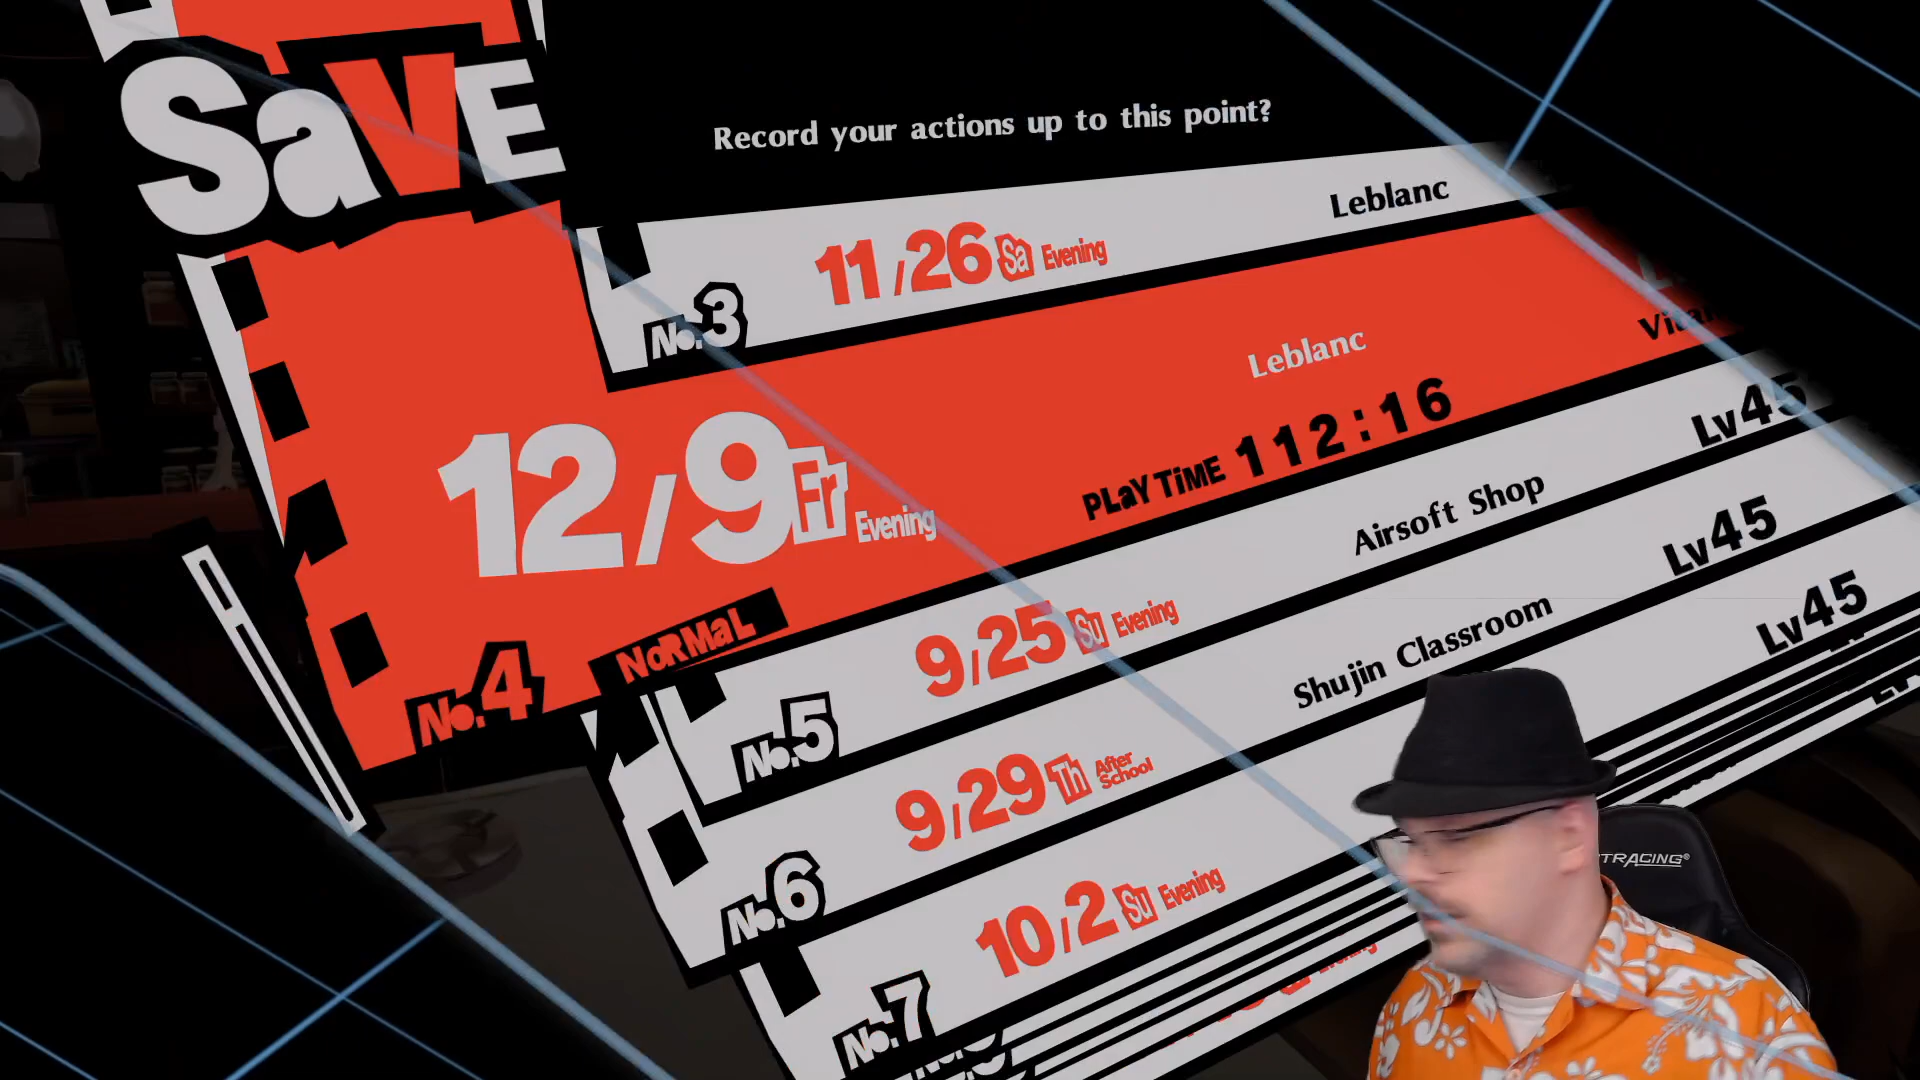 SaVE
Record your actions up to this point?
No.3 11/26 Sa Evening Leblanc
12/9 Fr Evening Leblanc
PLaY TiME 112:16
No.4 NoRMaL
No.5 9/25 Su Evening Airsoft Shop Lv45
No.6 9/29 Th After School Shujin Classroom Lv45
No.7 10/2 Su Evening Lv45
TRACING®